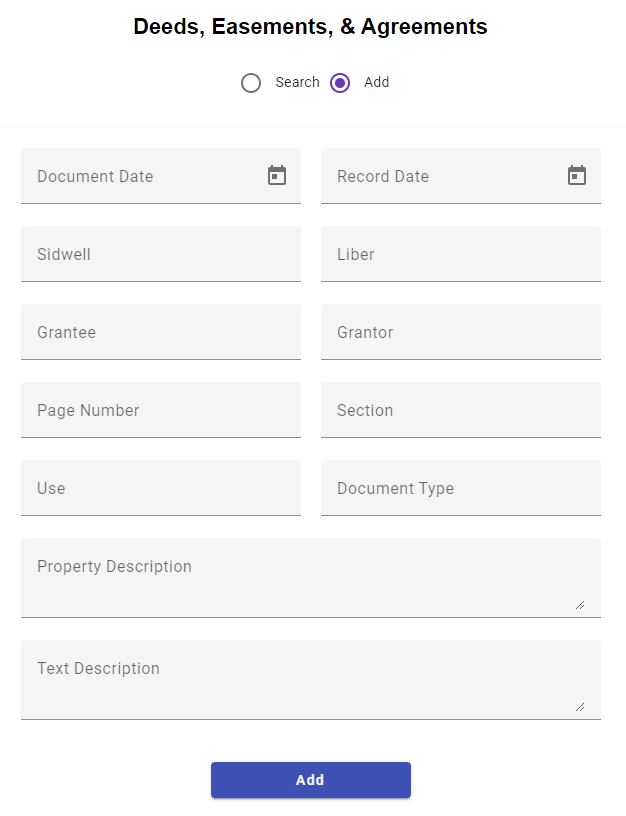 Deeds, Easements, & Agreements
Search Add
Document Date Record Date
Sidwell Liber
Grantee Grantor
Page Number Section
Use Document Type
Property Description
Text Description
Add